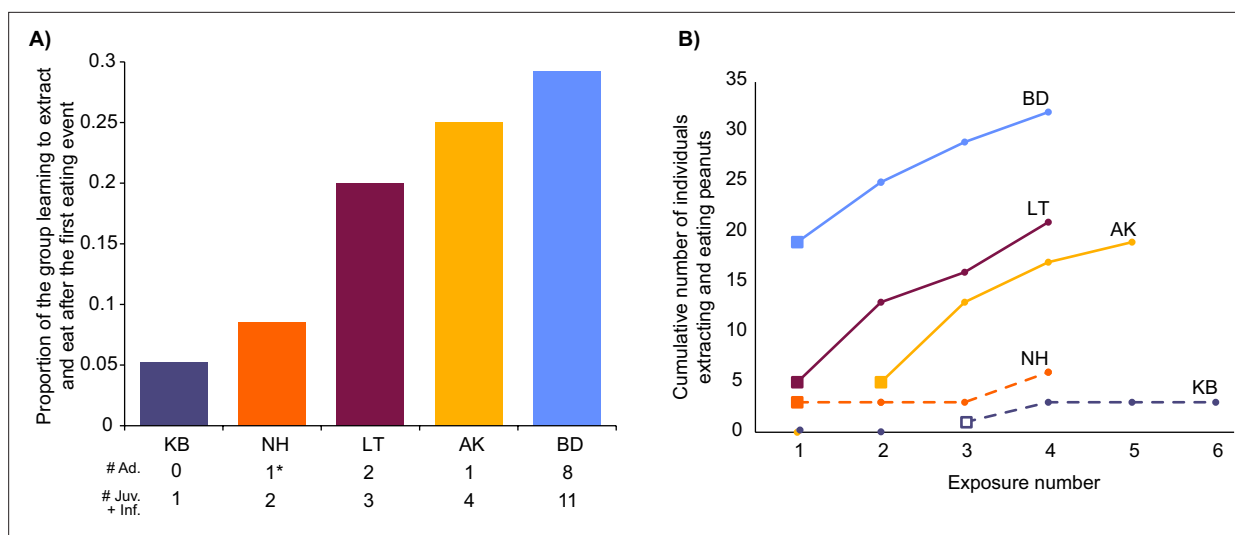 A)
Proportion of the group learning to extract
and eat after the first eating event
0.3
0.25
0.2
0.15
0.1
0.05
0
KB NH LT AK BD
# Ad. 0 1* 2 1 8
# Juv. + Inf. 1 2 3 4 11
B)
Cumulative number of individuals
extracting and eating peanuts
35
30
25
20
15
10
5
0
BD
LT
AK
NH
KB
1 2 3 4 5 6
Exposure number